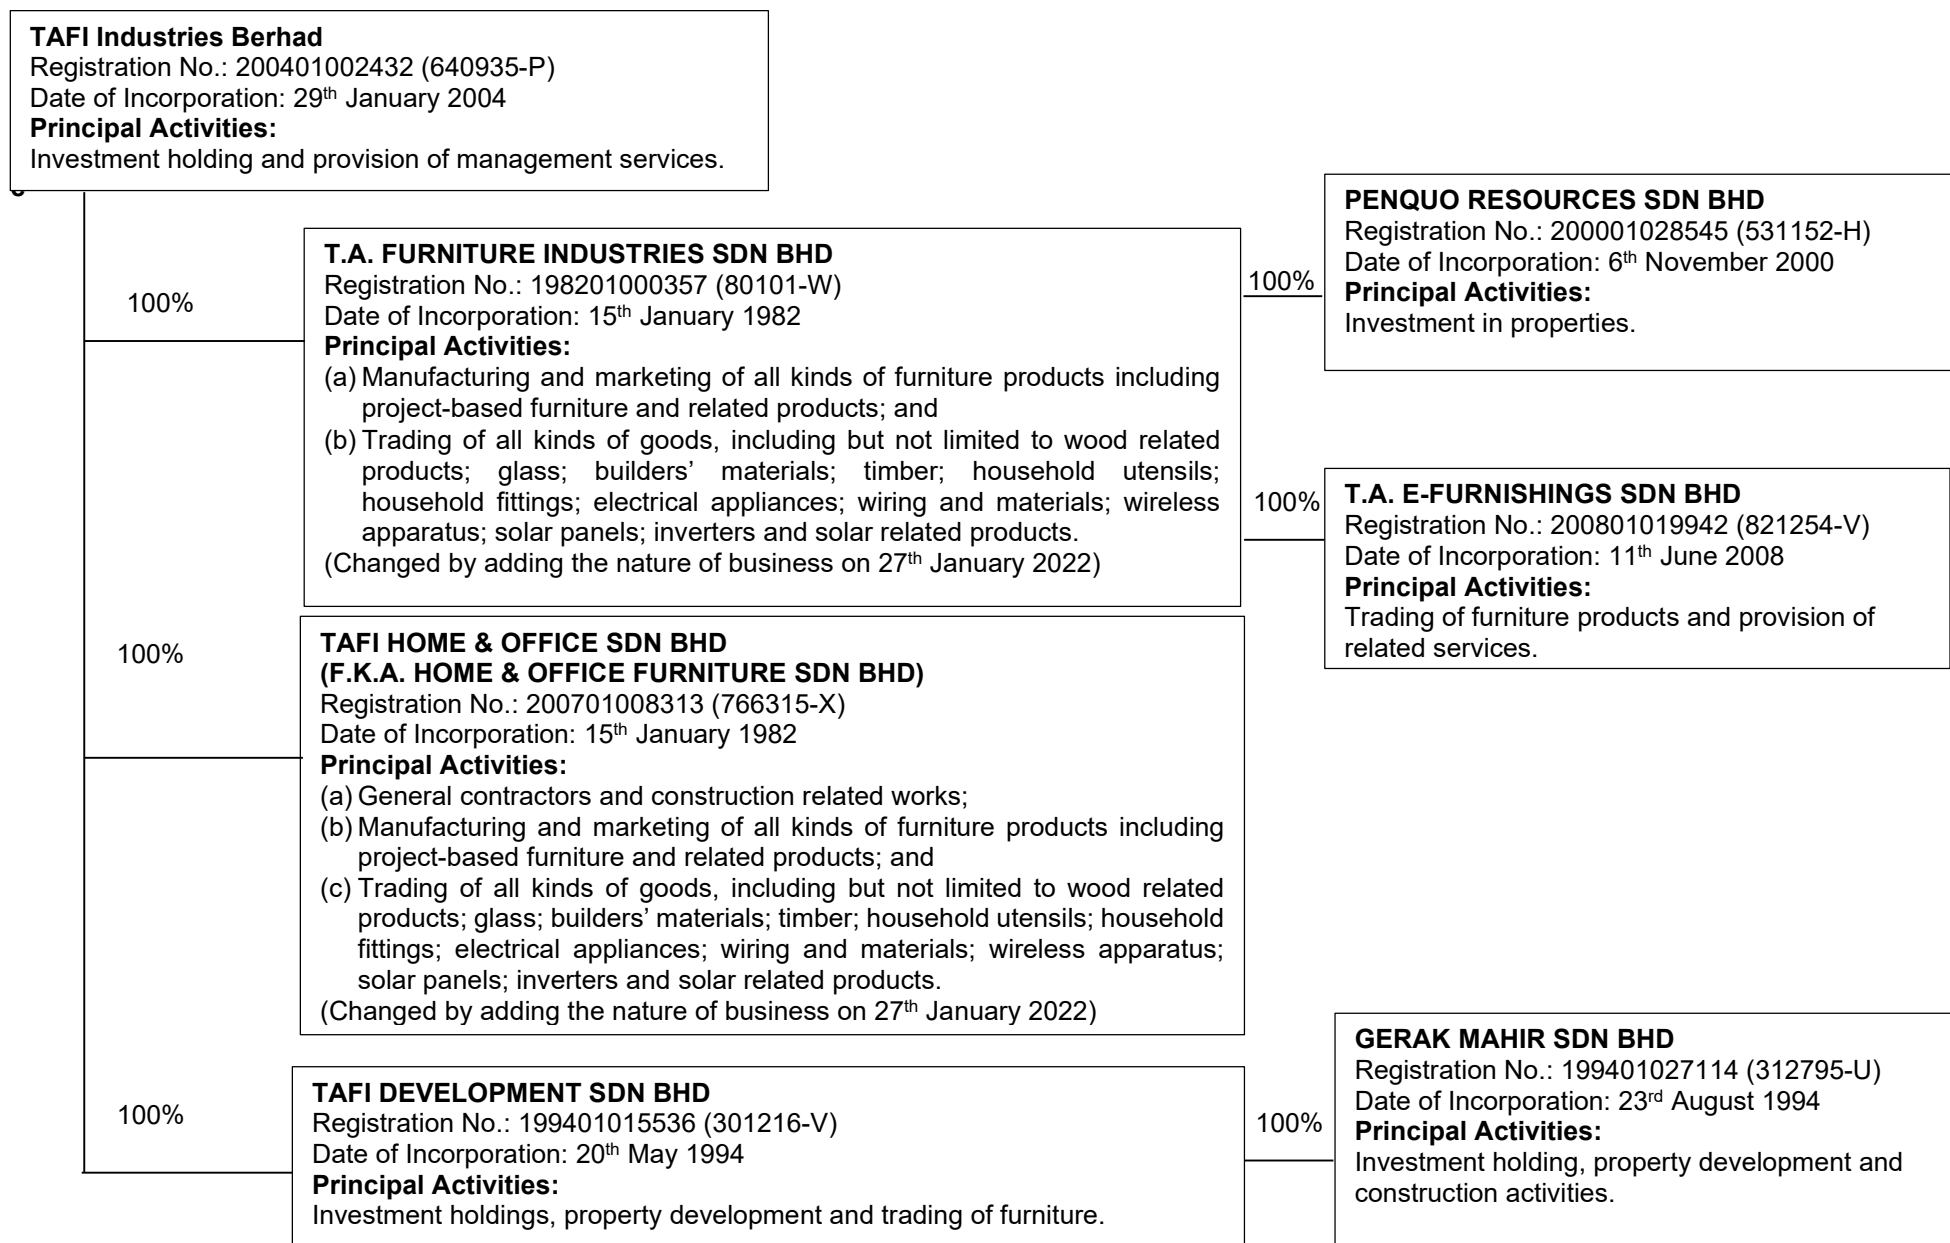 TAFI Industries Berhad
Registration No.: 200401002432 (640935-P)
Date of Incorporation: 29th January 2004
Principal Activities:
Investment holding and provision of management services.
100%
T.A. FURNITURE INDUSTRIES SDN BHD
Registration No.: 198201000357 (80101-W)
Date of Incorporation: 15th January 1982
Principal Activities:
(a) Manufacturing and marketing of all kinds of furniture products including
project-based furniture and related products; and
(b) Trading of all kinds of goods, including but not limited to wood related
products; glass; builders’ materials; timber; household utensils;
household fittings; electrical appliances; wiring and materials; wireless
apparatus; solar panels; inverters and solar related products.
(Changed by adding the nature of business on 27th January 2022)
100%
PENQUO RESOURCES SDN BHD
Registration No.: 200001028545 (531152-H)
Date of Incorporation: 6th November 2000
Principal Activities:
Investment in properties.
100%
T.A. E-FURNISHINGS SDN BHD
Registration No.: 200801019942 (821254-V)
Date of Incorporation: 11th June 2008
Principal Activities:
Trading of furniture products and provision of
related services.
100%
TAFI HOME & OFFICE SDN BHD
(F.K.A. HOME & OFFICE FURNITURE SDN BHD)
Registration No.: 200701008313 (766315-X)
Date of Incorporation: 15th January 1982
Principal Activities:
(a) General contractors and construction related works;
(b) Manufacturing and marketing of all kinds of furniture products including
project-based furniture and related products; and
(c) Trading of all kinds of goods, including but not limited to wood related
products; glass; builders’ materials; timber; household utensils; household
fittings; electrical appliances; wiring and materials; wireless apparatus;
solar panels; inverters and solar related products.
(Changed by adding the nature of business on 27th January 2022)
100%
TAFI DEVELOPMENT SDN BHD
Registration No.: 199401015536 (301216-V)
Date of Incorporation: 20th May 1994
Principal Activities:
Investment holdings, property development and trading of furniture.
100%
GERAK MAHIR SDN BHD
Registration No.: 199401027114 (312795-U)
Date of Incorporation: 23rd August 1994
Principal Activities:
Investment holding, property development and
construction activities.